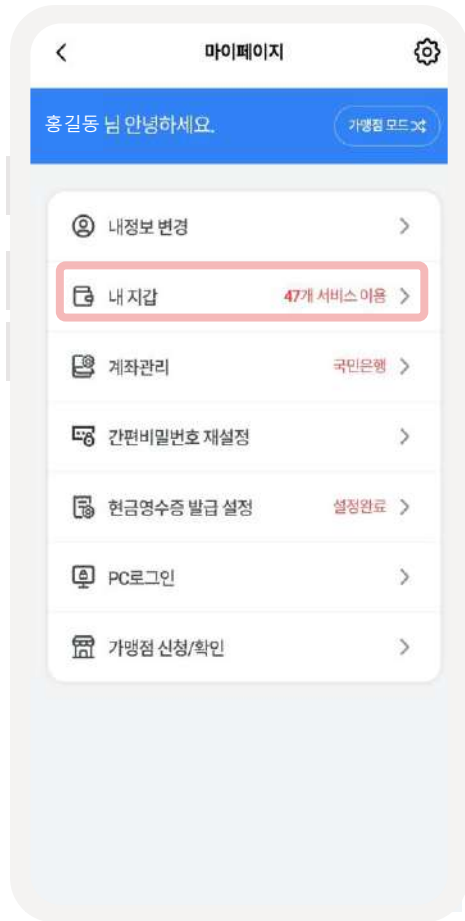 마이페이지
홍길동 님 안녕하세요.
가맹점 모드
내정보 변경
내 지갑 47개 서비스 이용
계좌관리 국민은행
간편비밀번호 재설정
현금영수증 발급 설정 설정완료
PC로그인
가맹점 신청/확인